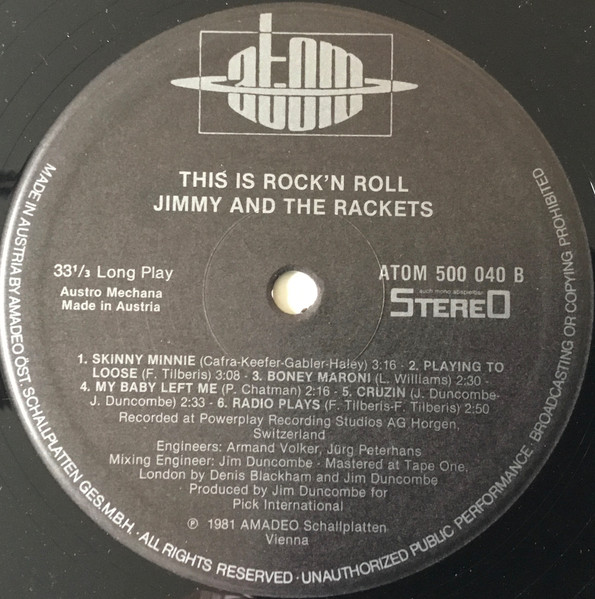 atom
THIS IS ROCK'N ROLL
JIMMY AND THE RACKETS
33 1/3 Long Play
Austro Mechana
Made in Austria
ATOM 500 040 B
auch mono abspielbar
STEREO
1. SKINNY MINNIE (Cafra-Keefer-Gabler-Haley) 3:16 - 2. PLAYING TO
LOOSE (F. Tilberis) 3:08 - 3. BONEY MARONI (L. Williams) 2:30 -
4. MY BABY LEFT ME (P. Chatman) 2:16 - 5. CRUZIN (J. Duncombe-
J. Duncombe) 2:33 - 6. RADIO PLAYS (F. Tilberis-F. Tilberis) 2:50
Recorded at Powerplay Recording Studios AG Horgen,
Switzerland
Engineers: Armand Volker, Jürg Peterhans
Mixing Engineer: Jim Duncombe · Mastered at Tape One,
London by Denis Blackham and Jim Duncombe
Produced by Jim Duncombe for
Pick International
℗ 1981 AMADEO Schallplatten
Vienna
MADE IN AUSTRIA BY AMADEO ÖST. SCHALLPLATTEN GES.M.B.H. · ALL RIGHTS RESERVED · UNAUTHORIZED PUBLIC PERFORMANCE, BROADCASTING OR COPYING PROHIBITED